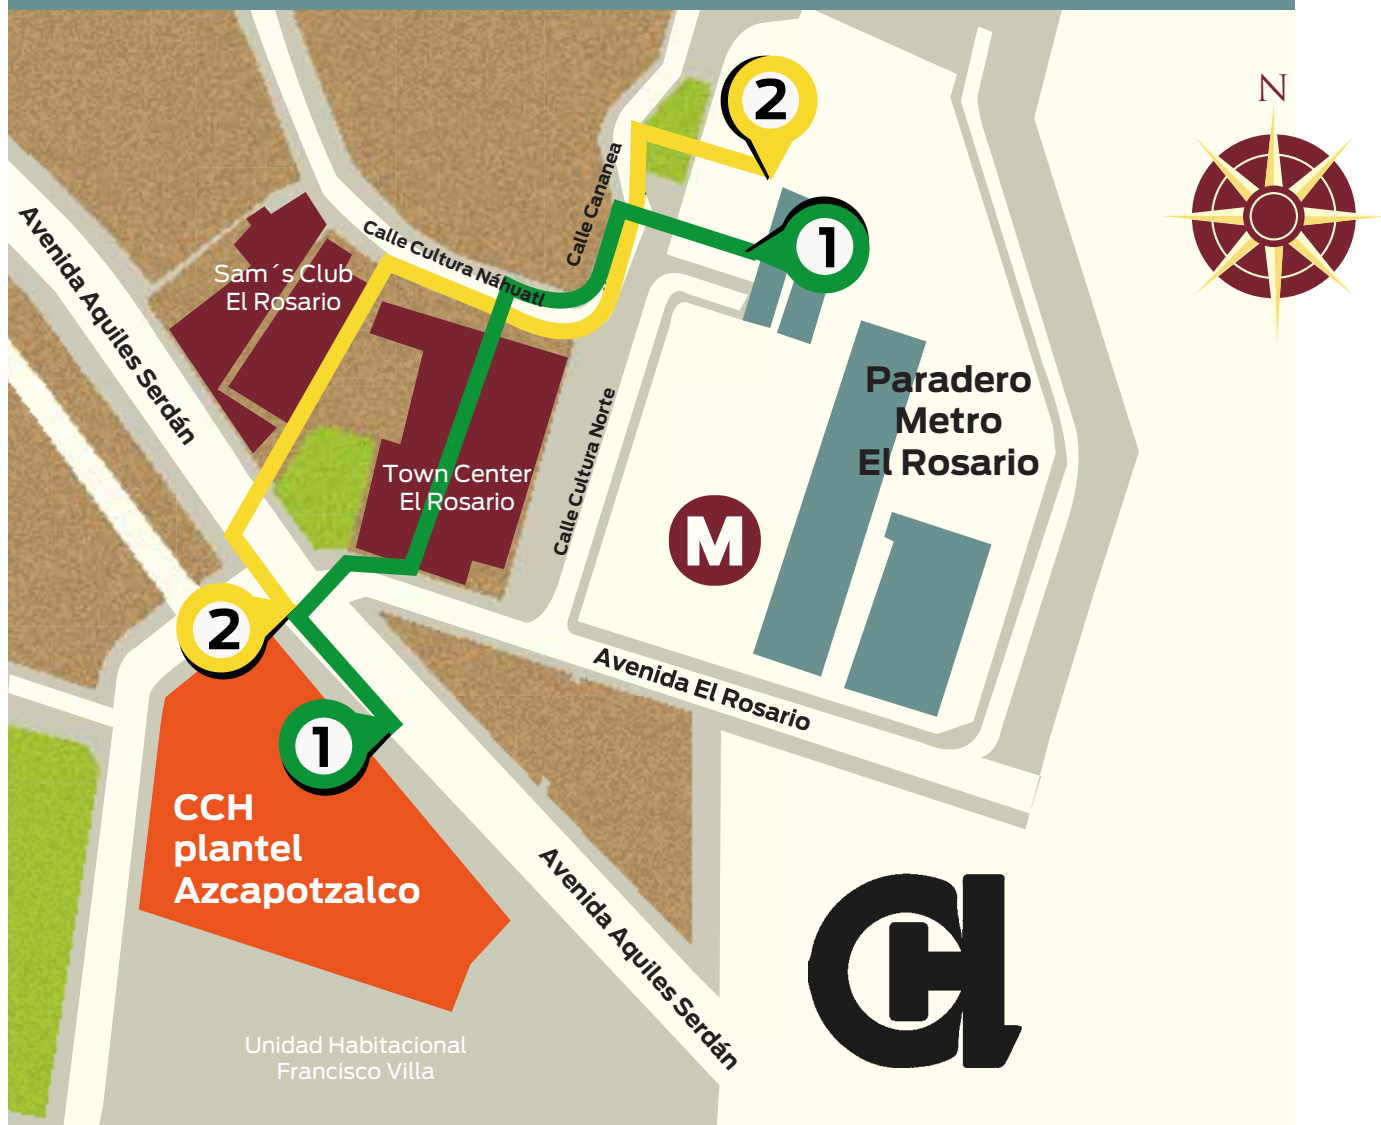 N
2
1
Calle Cananea
Calle Cultura Náhuatl
Avenida Aquiles Serdán
Sam´s Club
El Rosario
Paradero
Metro
El Rosario
Calle Cultura Norte
Town Center
El Rosario
M
2
1
Avenida El Rosario
CCH
plantel
Azcapotzalco
Avenida Aquiles Serdán
Unidad Habitacional
Francisco Villa